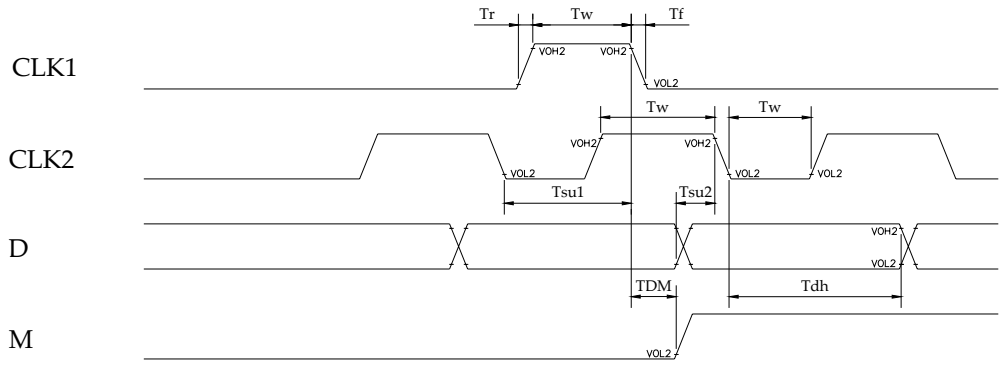 Tr Tw Tf
VOH2 VOH2
CLK1
VOL2
Tw Tw
VOH2 VOH2
CLK2
VOL2 VOL2 VOL2
Tsu1 Tsu2
VOH2
D
VOL2
TDM Tdh
M
VOL2